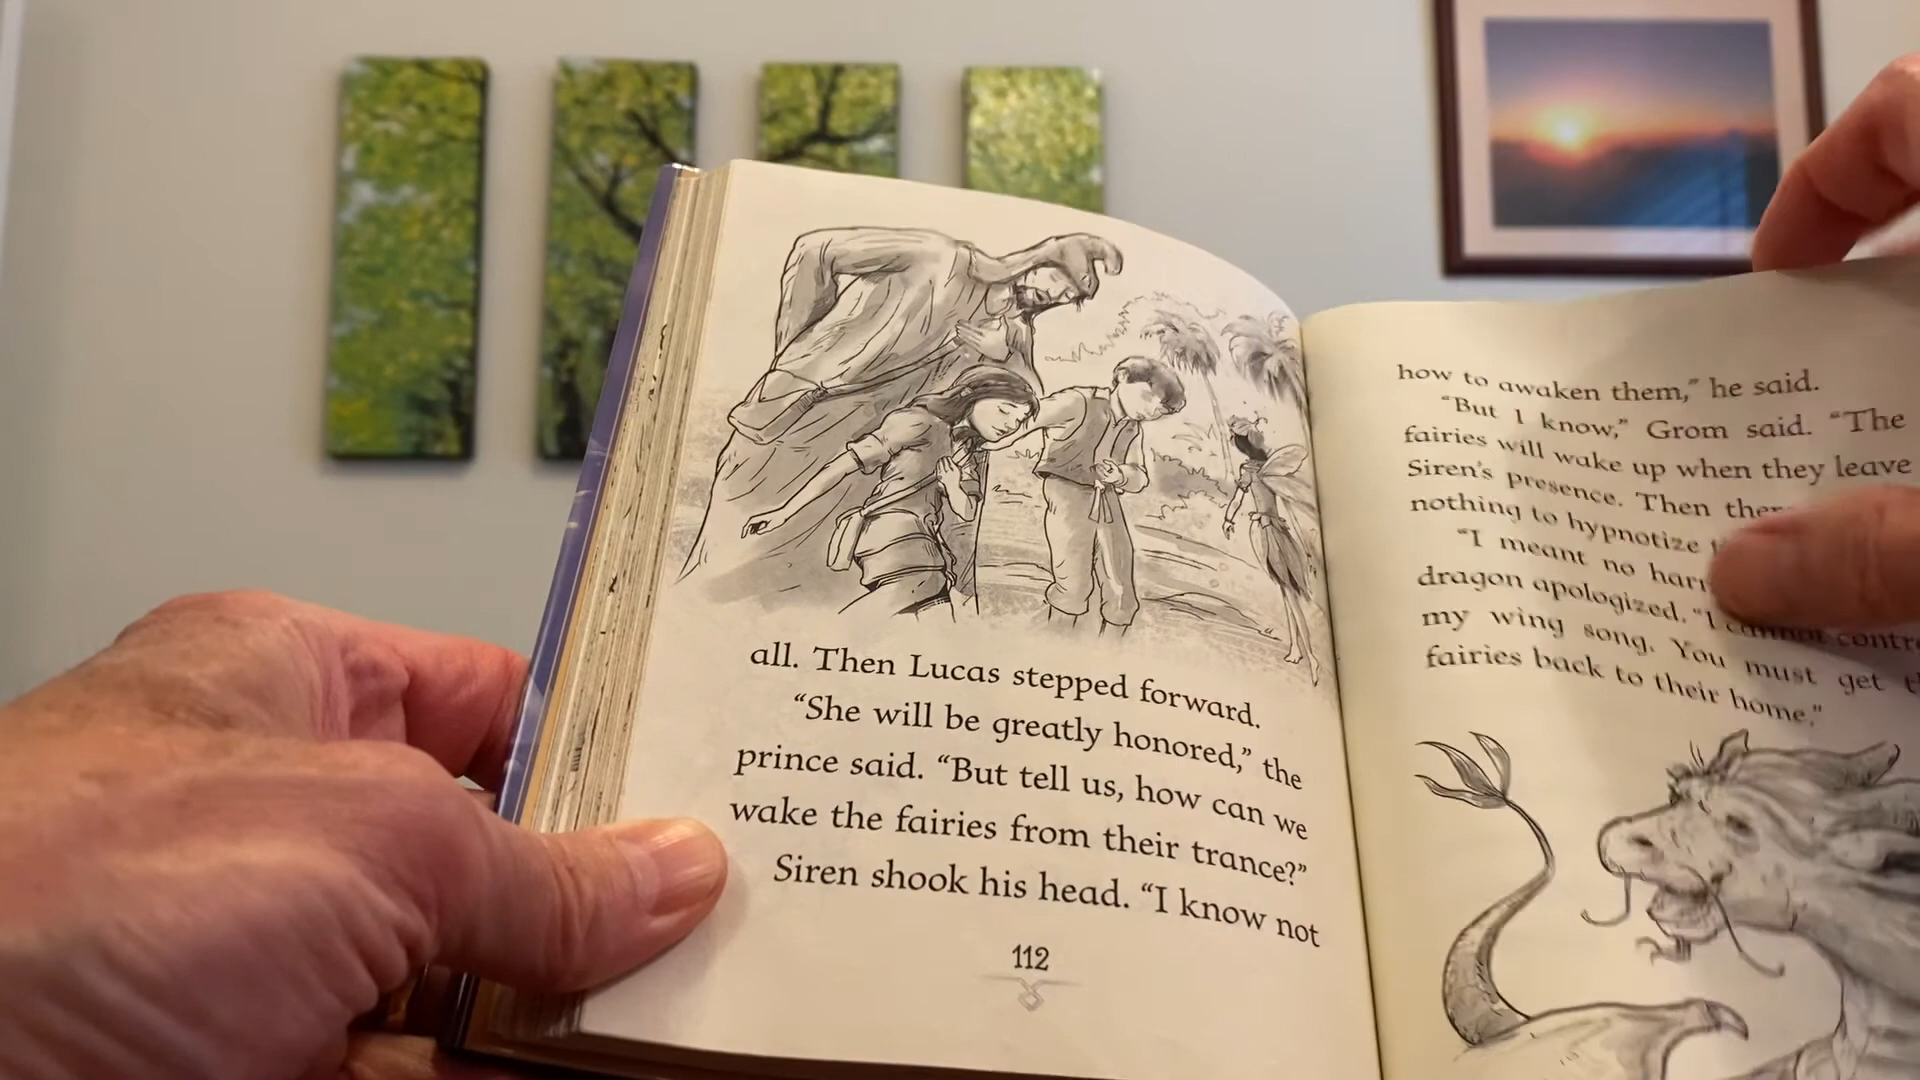 all. Then Lucas stepped forward.
“She will be greatly honored,” the
prince said. “But tell us, how can we
wake the fairies from their trance?”
Siren shook his head. “I know not
112
how to awaken them,” he said.
“But I know,” Grom said. “The
fairies will wake up when they leave
Siren’s presence. Then
nothing to hypnotize
“I meant no
dragon apologized. “I cannot
my wing song. You must get
fairies back to their home.”